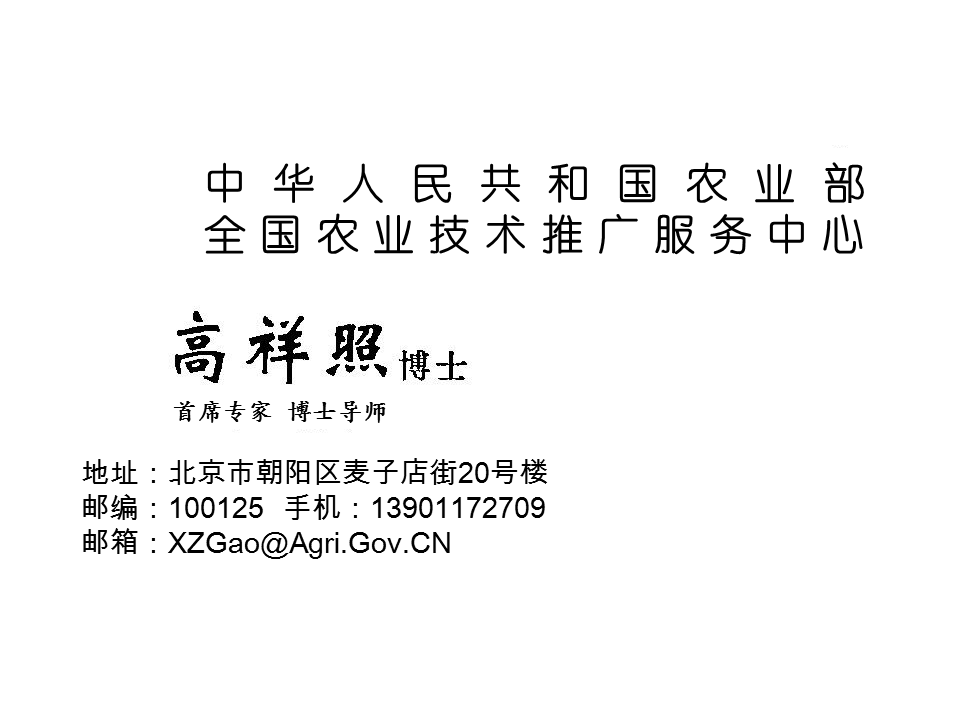 中华人民共和国农业部
全国农业技术推广服务中心
高祥照博士
首席专家 博士导师
地址：北京市朝阳区麦子店街20号楼
邮编：100125 手机：13901172709
邮箱：XZGao@Agri.Gov.CN